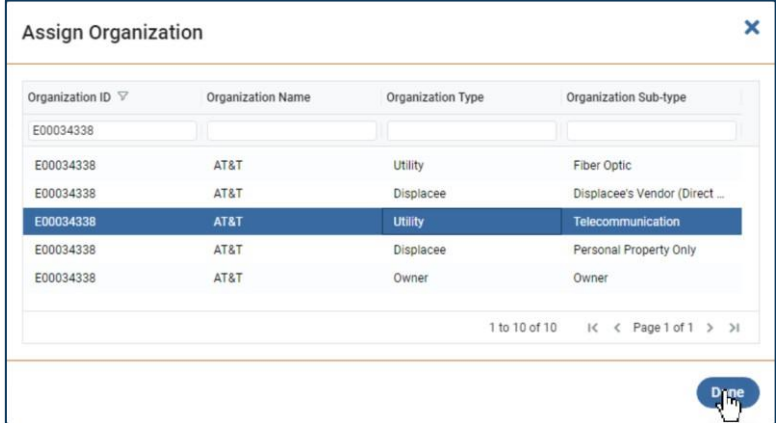 Assign Organization
Organization ID Organization Name Organization Type Organization Sub-type
E00034338
E00034338 AT&T Utility Fiber Optic
E00034338 AT&T Displacee Displacee's Vendor (Direct ...
E00034338 AT&T Utility Telecommunication
E00034338 AT&T Displacee Personal Property Only
E00034338 AT&T Owner Owner
1 to 10 of 10 Page 1 of 1
Done